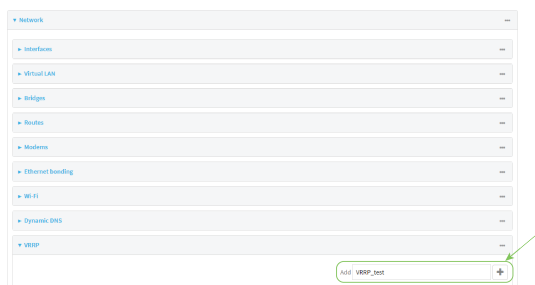 Network
Interfaces
Virtual LAN
Bridges
Routes
Modems
Ethernet bonding
Wi-Fi
Dynamic DNS
VRRP
Add VRRP_test